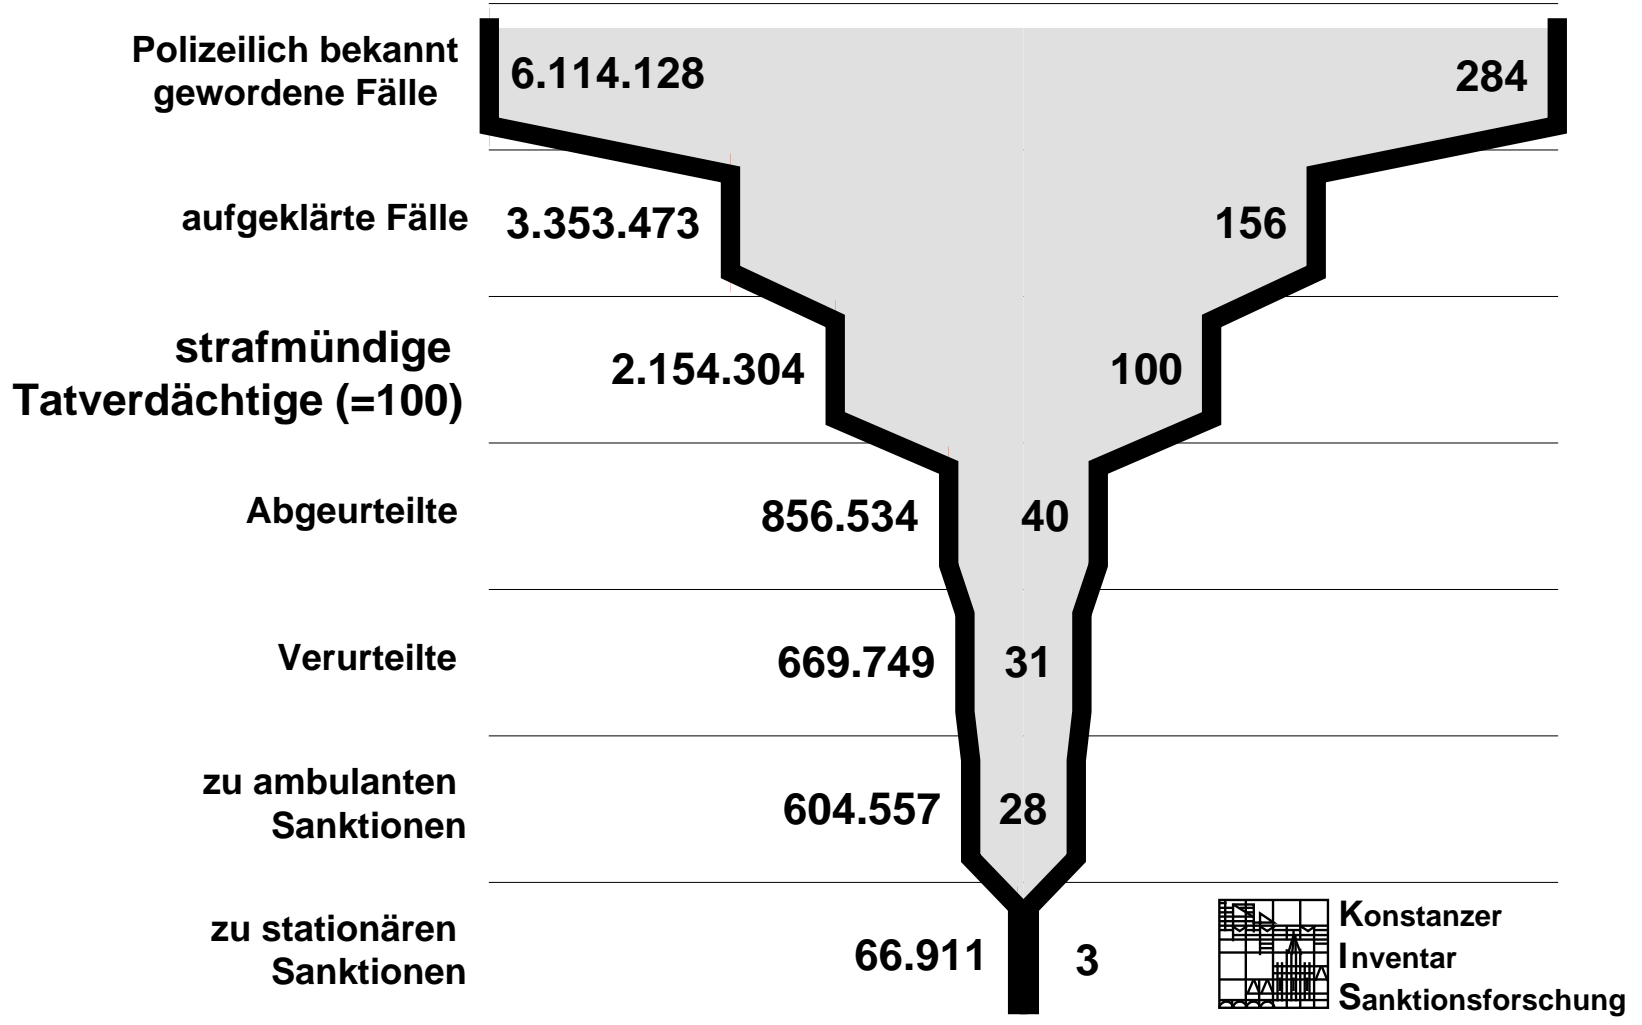 Polizeilich bekannt
gewordene Fälle
6.114.128
284
aufgeklärte Fälle
3.353.473
156
strafmündige
Tatverdächtige (=100)
2.154.304
100
Abgeurteilte
856.534
40
Verurteilte
669.749
31
zu ambulanten
Sanktionen
604.557
28
zu stationären
Sanktionen
66.911
3
Konstanzer
Inventar
Sanktionsforschung